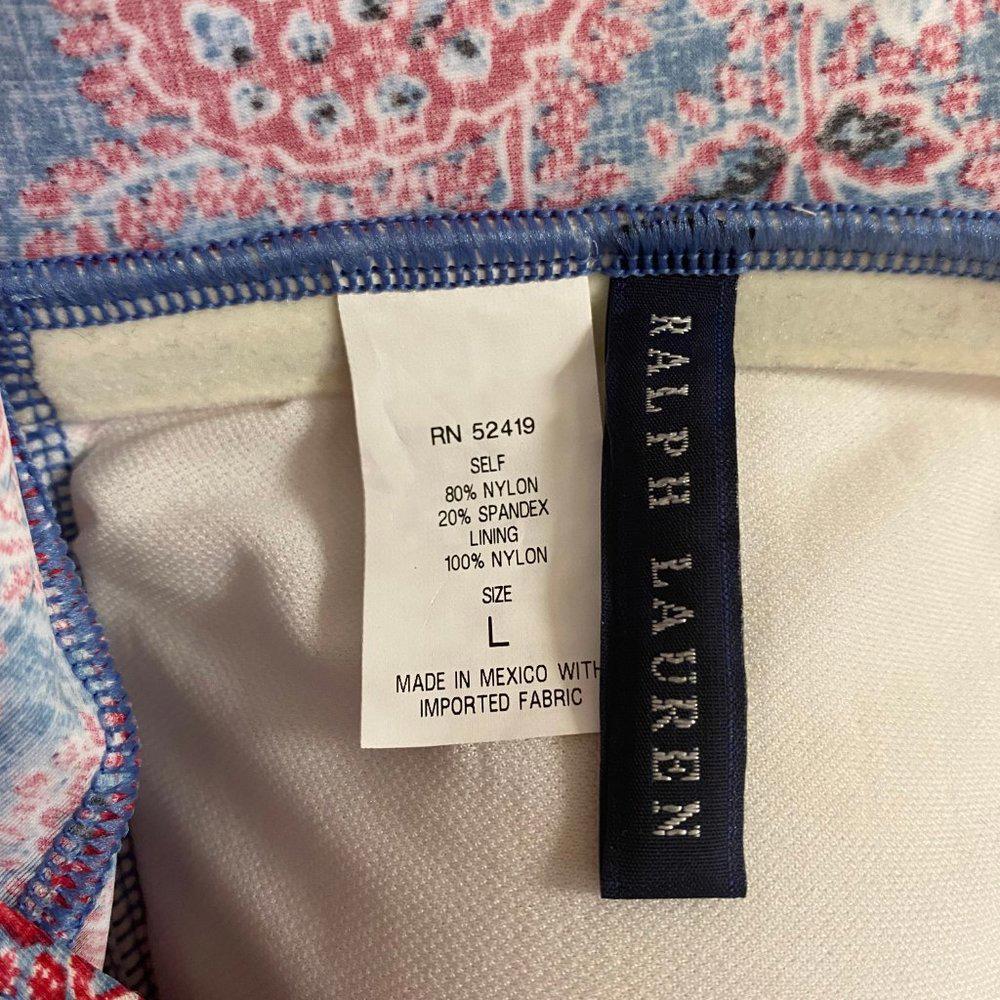 RN 52419
SELF
80% NYLON
20% SPANDEX
LINING
100% NYLON
SIZE
L
MADE IN MEXICO WITH
IMPORTED FABRIC
RALPH LAUREN